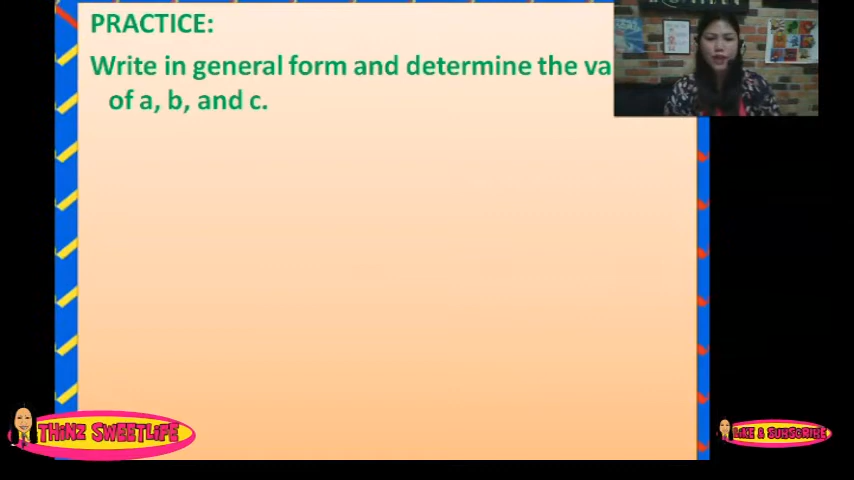 PRACTICE:
Write in general form and determine the va
of a, b, and c.
THINZ SWEETLIFE
LIKE & SUBSCRIBE